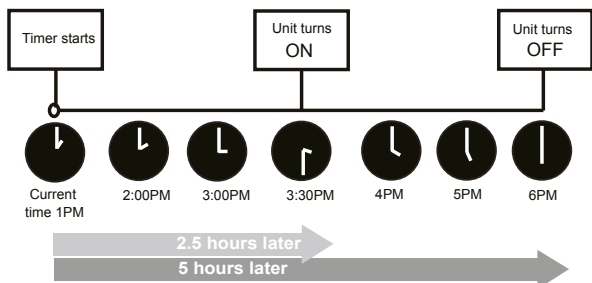 Timer starts
Unit turns
ON
Unit turns
OFF
Current
time 1PM
2:00PM
3:00PM
3:30PM
4PM
5PM
6PM
2.5 hours later
5 hours later